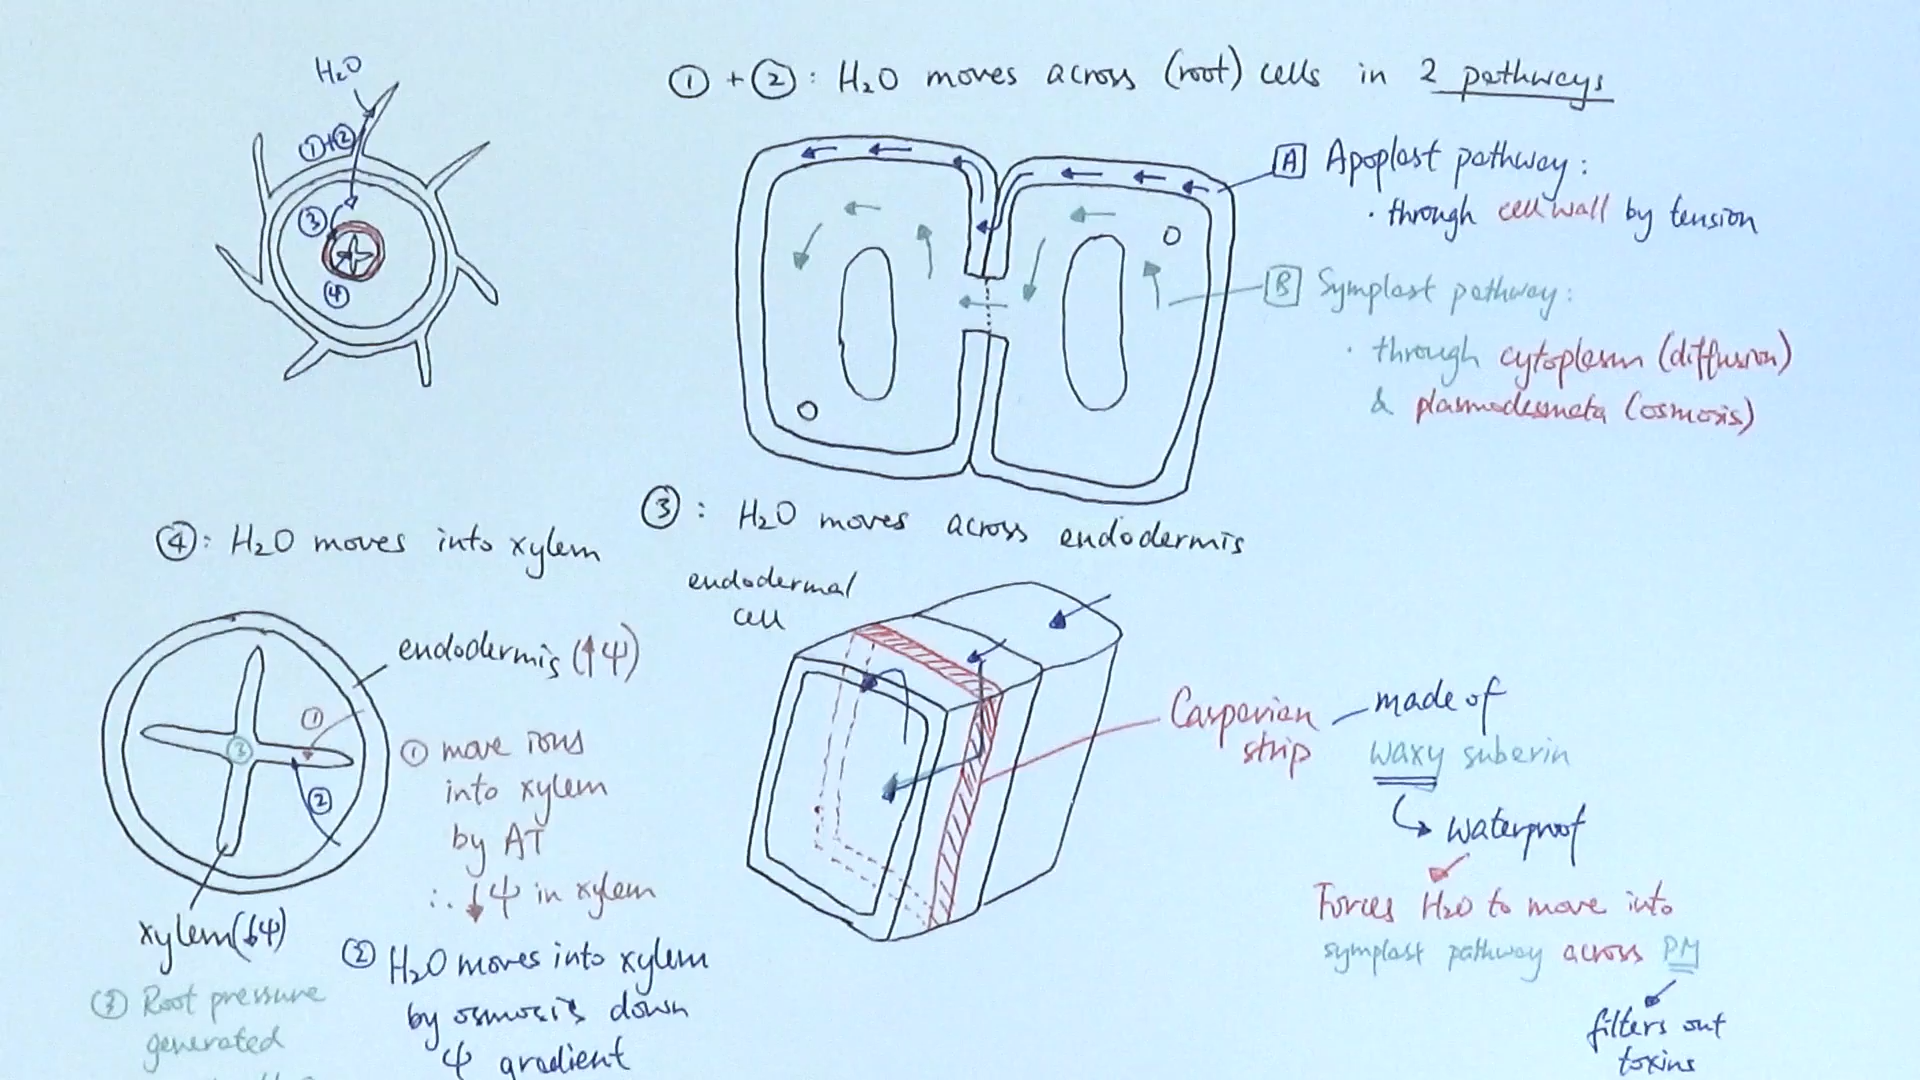 H₂O
①+②
③
④
① + ② : H₂O moves across (root) cells in 2 pathways
A Apoplast pathway :
· through cell wall by tension
B Symplast pathway :
· through cytoplasm (diffusion)
& plasmodesmata (osmosis)
③ : H₂O moves across endodermis
endodermal
cell
Casparian
strip
made of
waxy suberin
↳ waterproof
Forces H₂O to move into
symplast pathway across PM
filters out
toxins
④ : H₂O moves into xylem
endodermis (↑Ψ)
①
②
③
xylem (↓Ψ)
① move ions
into xylem
by AT
∴ ↓Ψ in xylem
② H₂O moves into xylem
by osmosis down
Ψ gradient
③ Root pressure
generated